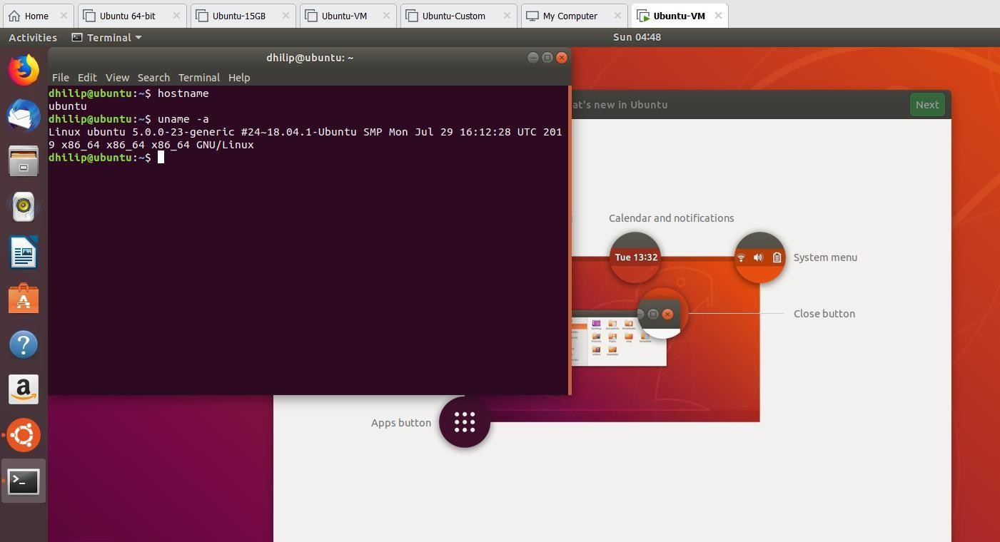 Home
Ubuntu 64-bit
Ubuntu-15GB
Ubuntu-VM
Ubuntu-Custom
My Computer
Ubuntu-VM
Activities
Terminal
Sun 04:48
dhilip@ubuntu: ~
File Edit View Search Terminal Help
dhilip@ubuntu:~$ hostname
ubuntu
dhilip@ubuntu:~$ uname -a
Linux ubuntu 5.0.0-23-generic #24~18.04.1-Ubuntu SMP Mon Jul 29 16:12:28 UTC 201
9 x86_64 x86_64 x86_64 GNU/Linux
dhilip@ubuntu:~$
at's new in Ubuntu
Next
Calendar and notifications
Tue 13:32
System menu
Close button
Apps button